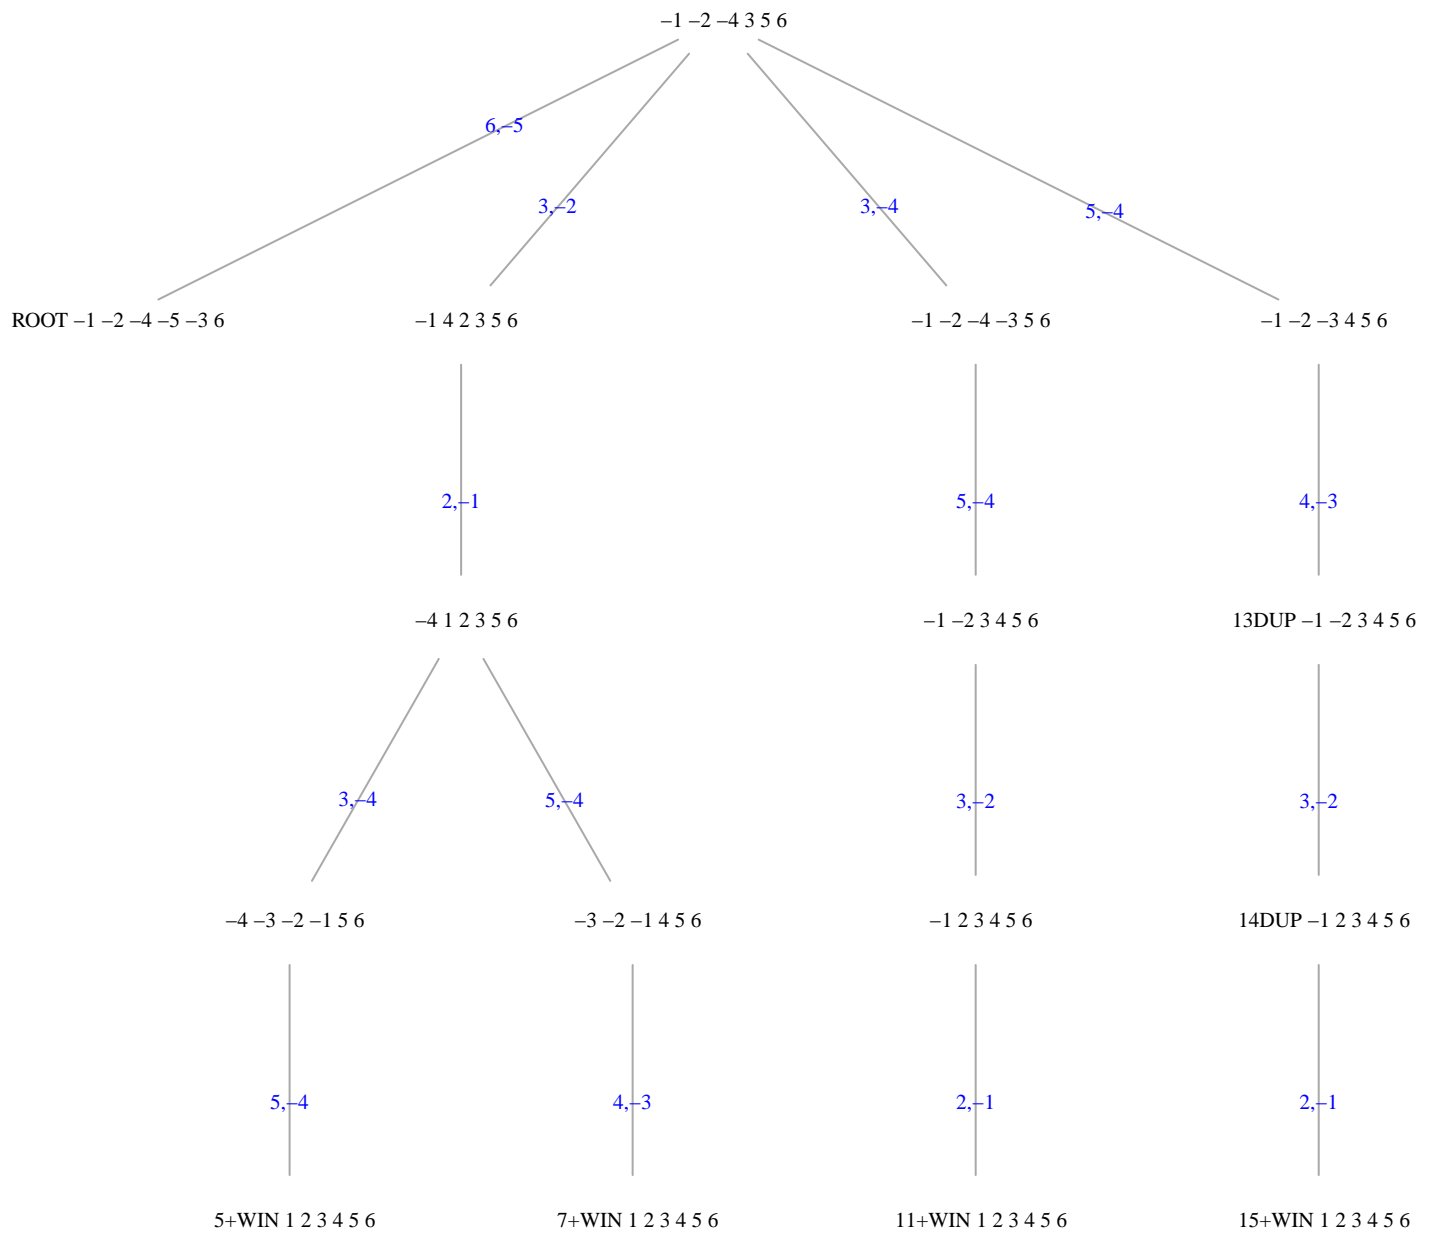 –1 –2 –4 3 5 6
6,–5
3,–2
3,–4
5,–4
ROOT –1 –2 –4 –5 –3 6
–1 4 2 3 5 6
–1 –2 –4 –3 5 6
–1 –2 –3 4 5 6
2,–1
5,–4
4,–3
–4 1 2 3 5 6
–1 –2 3 4 5 6
13DUP –1 –2 3 4 5 6
3,–4
5,–4
3,–2
3,–2
–4 –3 –2 –1 5 6
–3 –2 –1 4 5 6
–1 2 3 4 5 6
14DUP –1 2 3 4 5 6
5,–4
4,–3
2,–1
2,–1
5+WIN 1 2 3 4 5 6
7+WIN 1 2 3 4 5 6
11+WIN 1 2 3 4 5 6
15+WIN 1 2 3 4 5 6